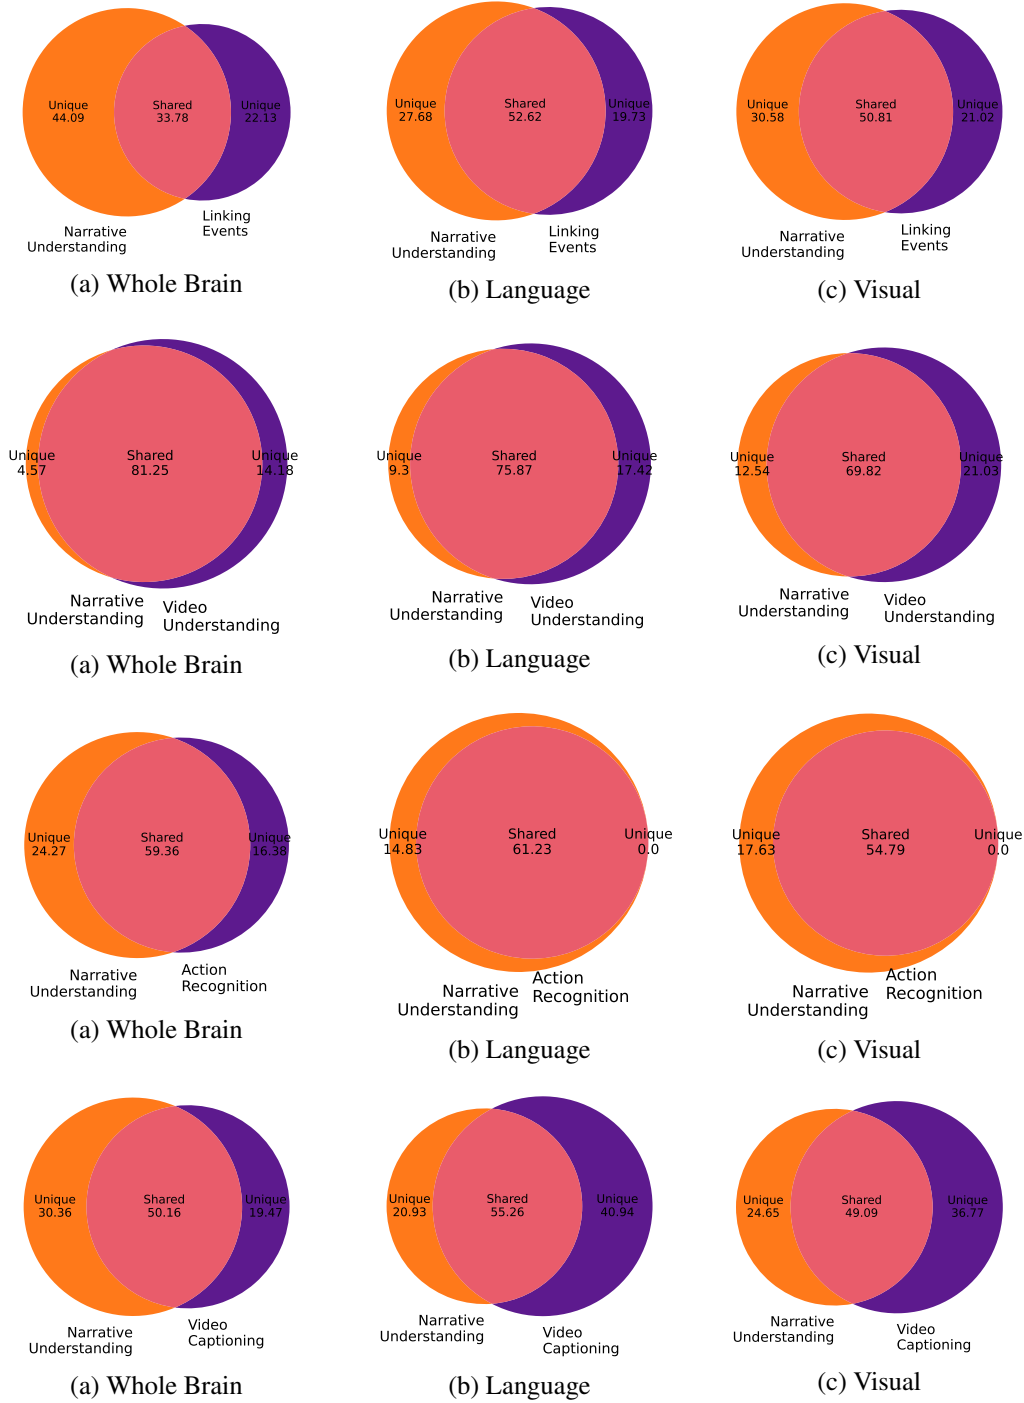 Unique
44.09
Shared
33.78
Unique
22.13
Narrative
Understanding
Linking
Events
(a) Whole Brain
Unique
27.68
Shared
52.62
Unique
19.73
Narrative
Understanding
Linking
Events
(b) Language
Unique
30.58
Shared
50.81
Unique
21.02
Narrative
Understanding
Linking
Events
(c) Visual
Unique
4.57
Shared
81.25
Unique
14.18
Narrative
Understanding
Video
Understanding
(a) Whole Brain
Unique
9.3
Shared
75.87
Unique
17.42
Narrative
Understanding
Video
Understanding
(b) Language
Unique
12.54
Shared
69.82
Unique
21.03
Narrative
Understanding
Video
Understanding
(c) Visual
Unique
24.27
Shared
59.36
Unique
16.38
Narrative
Understanding
Action
Recognition
(a) Whole Brain
Unique
14.83
Shared
61.23
Unique
0.0
Narrative
Understanding
Action
Recognition
(b) Language
Unique
17.63
Shared
54.79
Unique
0.0
Narrative
Understanding
Action
Recognition
(c) Visual
Unique
30.36
Shared
50.16
Unique
19.47
Narrative
Understanding
Video
Captioning
(a) Whole Brain
Unique
20.93
Shared
55.26
Unique
40.94
Narrative
Understanding
Video
Captioning
(b) Language
Unique
24.65
Shared
49.09
Unique
36.77
Narrative
Understanding
Video
Captioning
(c) Visual